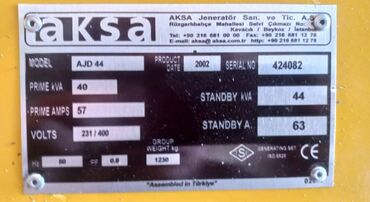 aksa
AKSA Jeneratör San. ve Tic. A.Ş.
Rüzgarlıbahçe Mahallesi Selvi Çıkmazı
Kavacık / Beykoz / İstanbul
Tel: +90 216 681 00 00 Fax: +90 216 681 12 78
E-mail: aksa@aksa.com.tr
MODEL AJD 44 PRODUCT DATE 2002 SERIAL NO 424082
PRIME kVA 40 STANDBY kVA 44
PRIME AMPS 57 STANDBY A. 63
VOLTS 231/400
Hz 50 PF 0.8 GROUP WEIGHT kg. 1230 S GENERATING SET ISO 8528 CE
"Assembled in Türkiye"